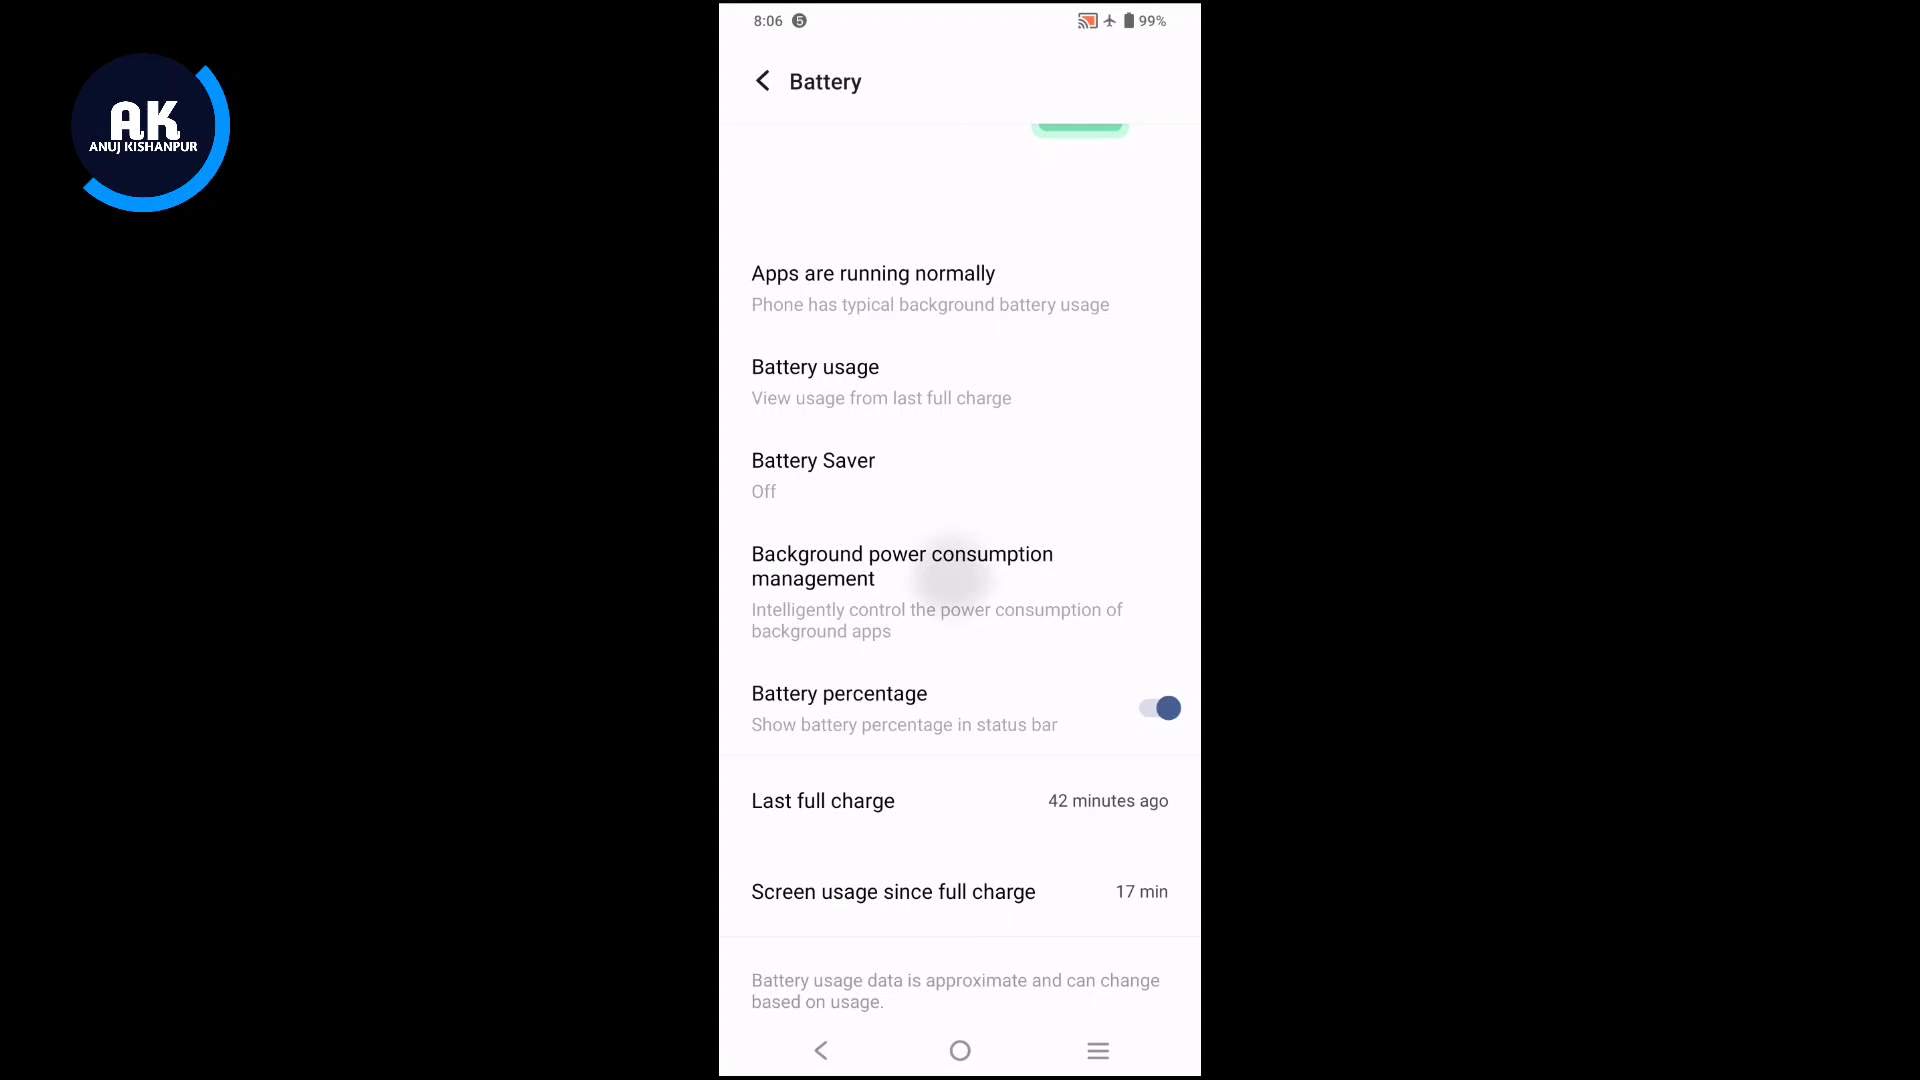 8:06 5 99%
AK
ANUJ KISHANPUR
Battery
Apps are running normally
Phone has typical background battery usage
Battery usage
View usage from last full charge
Battery Saver
Off
Background power consumption
management
Intelligently control the power consumption of
background apps
Battery percentage
Show battery percentage in status bar
Last full charge 42 minutes ago
Screen usage since full charge 17 min
Battery usage data is approximate and can change
based on usage.